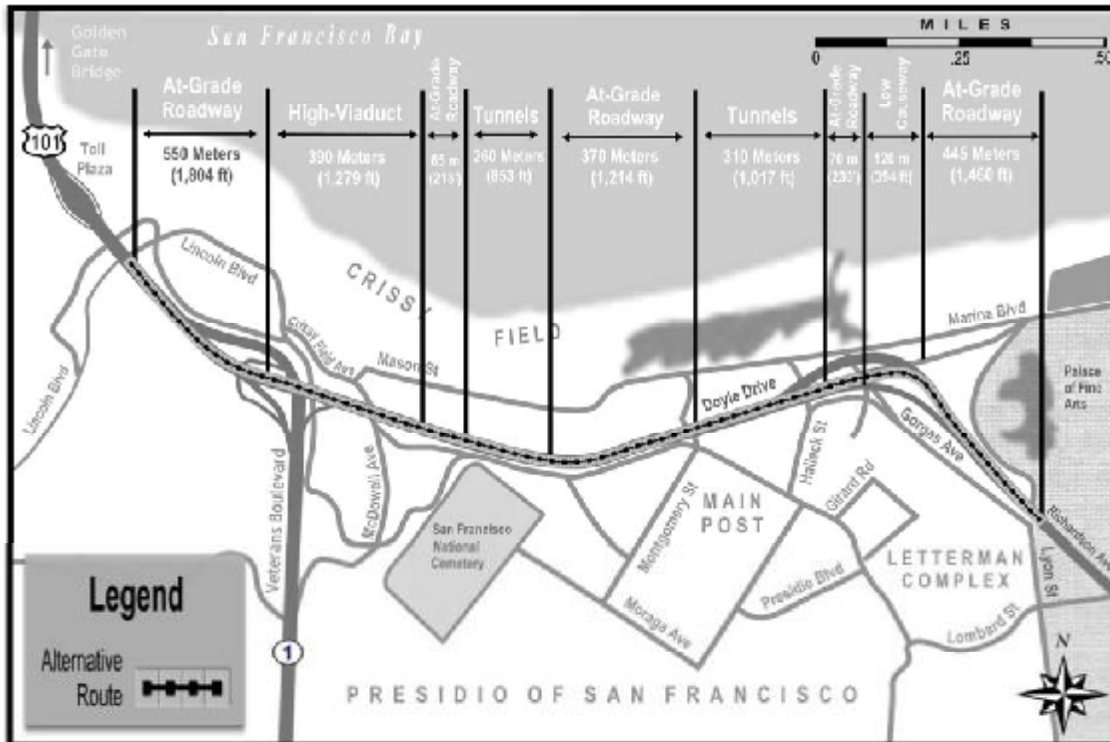 Golden
Gate
Bridge
San Francisco Bay
MILES
0
.25
.50
101
Toll
Plaza
At-Grade
Roadway
550 Meters
(1,804 ft)
High-Viaduct
390 Meters
(1,279 ft)
At-Grade
Roadway
65 m
Tunnels
260 Meters
(853 ft)
At-Grade
Roadway
370 Meters
(1,214 ft)
Tunnels
310 Meters
(1,017 ft)
At-Grade
Roadway
70 m
Low
Causeway
120 m
(394 ft)
At-Grade
Roadway
445 Meters
(1,460 ft)
Lincoln Blvd
CRISSY
FIELD
Crissy Field Ave
Mason St
Marina Blvd
Lincoln Blvd
Doyle Drive
Palace
of Fine
Arts
Gorgas Ave
Halleck St
McDowell Ave
Veterans Boulevard
San Francisco
National
Cemetery
Montgomery St
MAIN
POST
Girard Rd
Richardson Ave
LETTERMAN
COMPLEX
Lyon St
Presidio Blvd
Moraga Ave
Lombard St
Legend
Alternative
Route
1
PRESIDIO OF SAN FRANCISCO
N